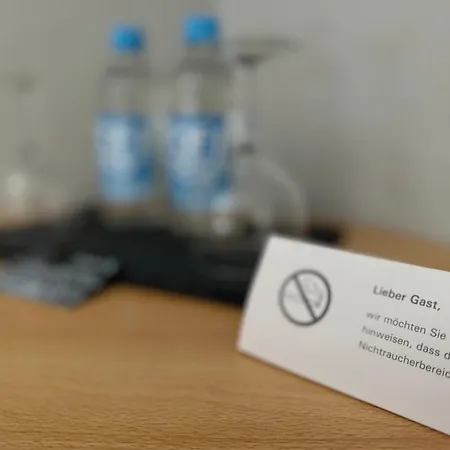 Lieber Gast,
wir möchten Sie
hinweisen, dass d
Nichtraucherbereic